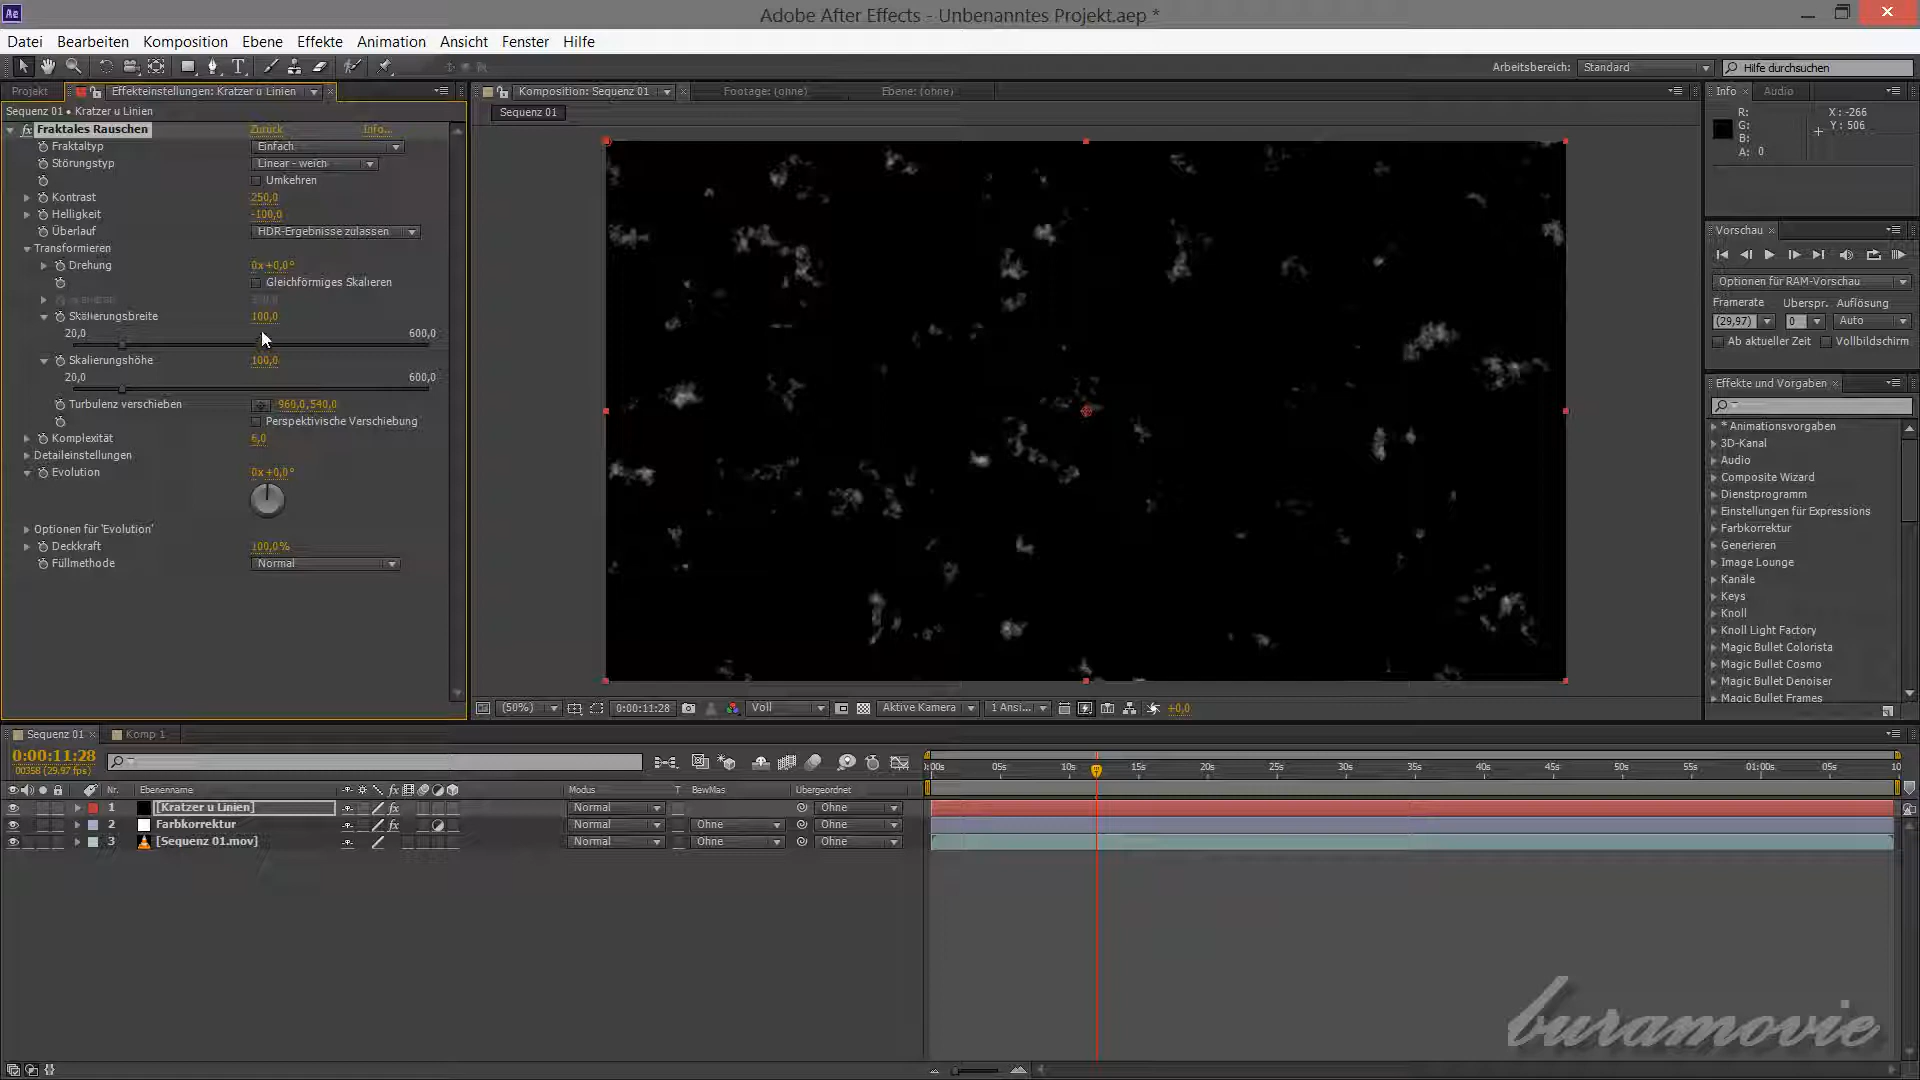 Ae
Adobe After Effects - Unbenanntes Projekt.aep *
Datei Bearbeiten Komposition Ebene Effekte Animation Ansicht Fenster Hilfe
Arbeitsbereich: Standard Hilfe durchsuchen
Projekt Effekteinstellungen: Kratzer u Linien
Komposition: Sequenz 01 Footage: (ohne) Ebene: (ohne)
Info Audio
Sequenz 01 • Kratzer u Linien
Sequenz 01
R: X : -266
G: Y : 506
B:
A: 0
fx Fraktales Rauschen Zurück Info...
Fraktaltyp Einfach
Störungstyp Linear - weich
Umkehren
Kontrast 250,0
Helligkeit -100,0
Überlauf HDR-Ergebnisse zulassen
Transformieren
Drehung 0x +0,0°
Gleichförmiges Skalieren
Skalierungsbreite 100,0
20,0 600,0
Skalierungshöhe 100,0
20,0 600,0
Turbulenz verschieben 960,0, 540,0
Perspektivische Verschiebung
Komplexität 6,0
Detaileinstellungen
Evolution 0x +0,0°
Optionen für 'Evolution'
Deckkraft 100,0%
Füllmethode Normal
Vorschau
Optionen für RAM-Vorschau
Framerate Überspr. Auflösung
(29,97) 0 Auto
Ab aktueller Zeit Vollbildschirm
Effekte und Vorgaben
* Animationsvorgaben
3D-Kanal
Audio
Composite Wizard
Dienstprogramm
Einstellungen für Expressions
Farbkorrektur
Generieren
Image Lounge
Kanäle
Keys
Knoll
Knoll Light Factory
Magic Bullet Colorista
Magic Bullet Cosmo
Magic Bullet Denoiser
Magic Bullet Frames
(50%) 0:00:11:28 Voll Aktive Kamera 1 Ansi... +0,0
Sequenz 01 Komp 1
0:00:11:28
00358 (29.97 fps)
0:00s 05s 10s 15s 20s 25s 30s 35s 40s 45s 50s 55s 01:00s 05s 10
Nr. Ebenenname fx Modus T BewMas Übergeordnet
1 [Kratzer u Linien] fx Normal Ohne
2 Farbkorrektur fx Normal Ohne Ohne
3 [Sequenz 01.mov] Normal Ohne Ohne
buramovie